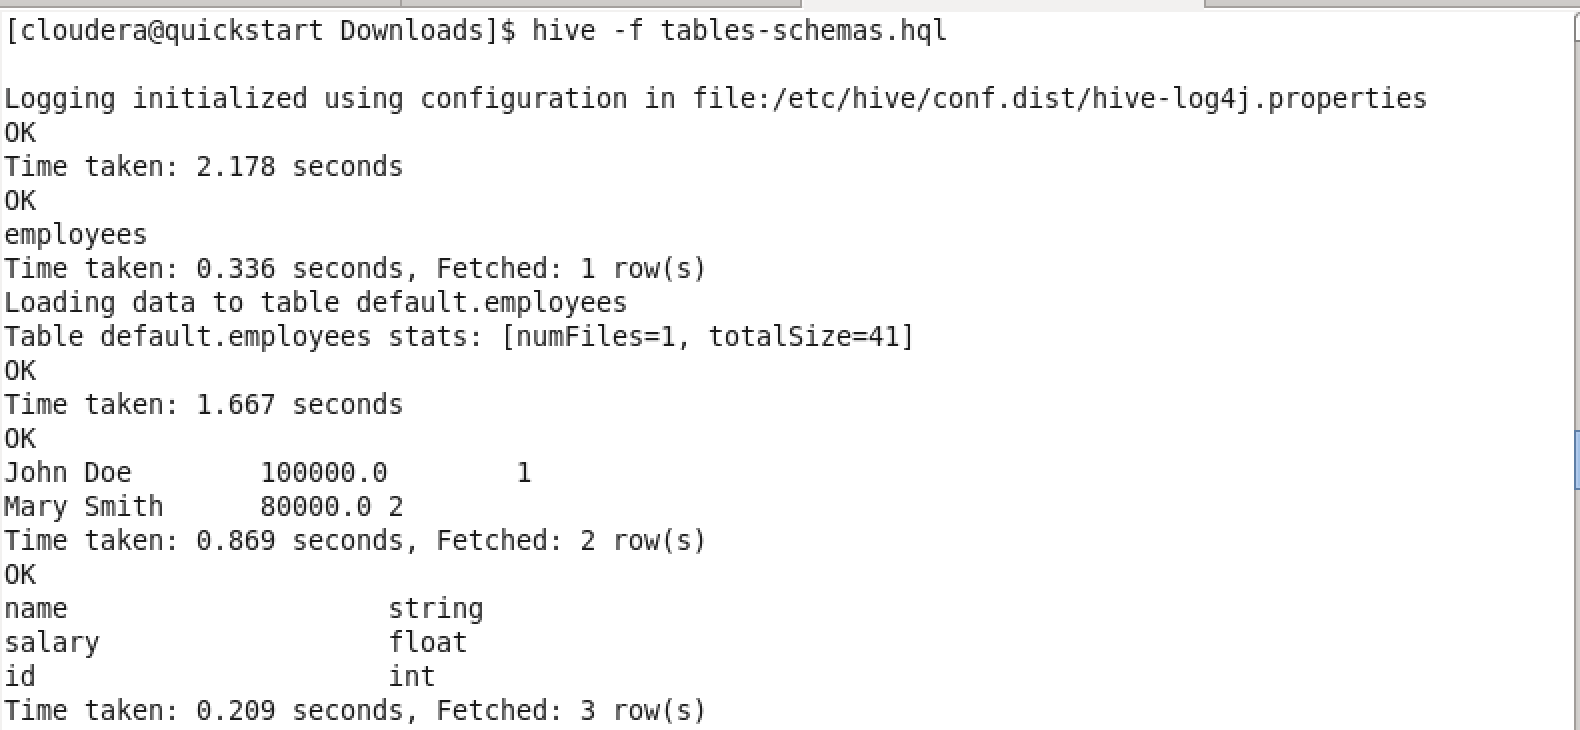 [cloudera@quickstart Downloads]$ hive -f tables-schemas.hql
Logging initialized using configuration in file:/etc/hive/conf.dist/hive-log4j.properties
OK
Time taken: 2.178 seconds
OK
employees
Time taken: 0.336 seconds, Fetched: 1 row(s)
Loading data to table default.employees
Table default.employees stats: [numFiles=1, totalSize=41]
OK
Time taken: 1.667 seconds
OK
John Doe        100000.0        1
Mary Smith      80000.0 2
Time taken: 0.869 seconds, Fetched: 2 row(s)
OK
name                    string
salary                  float
id                      int
Time taken: 0.209 seconds, Fetched: 3 row(s)